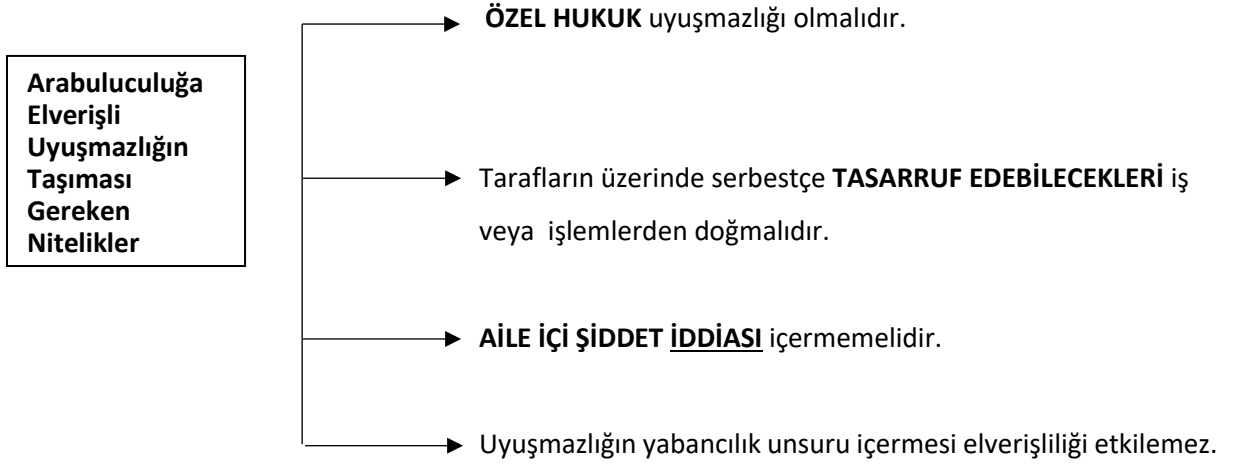 Arabuluculuğa
Elverişli
Uyuşmazlığın
Taşıması
Gereken
Nitelikler
ÖZEL HUKUK uyuşmazlığı olmalıdır.
Tarafların üzerinde serbestçe TASARRUF EDEBİLECEKLERİ iş
veya işlemlerden doğmalıdır.
AİLE İÇİ ŞİDDET İDDİASI içermemelidir.
Uyuşmazlığın yabancılık unsuru içermesi elverişliliği etkilemez.